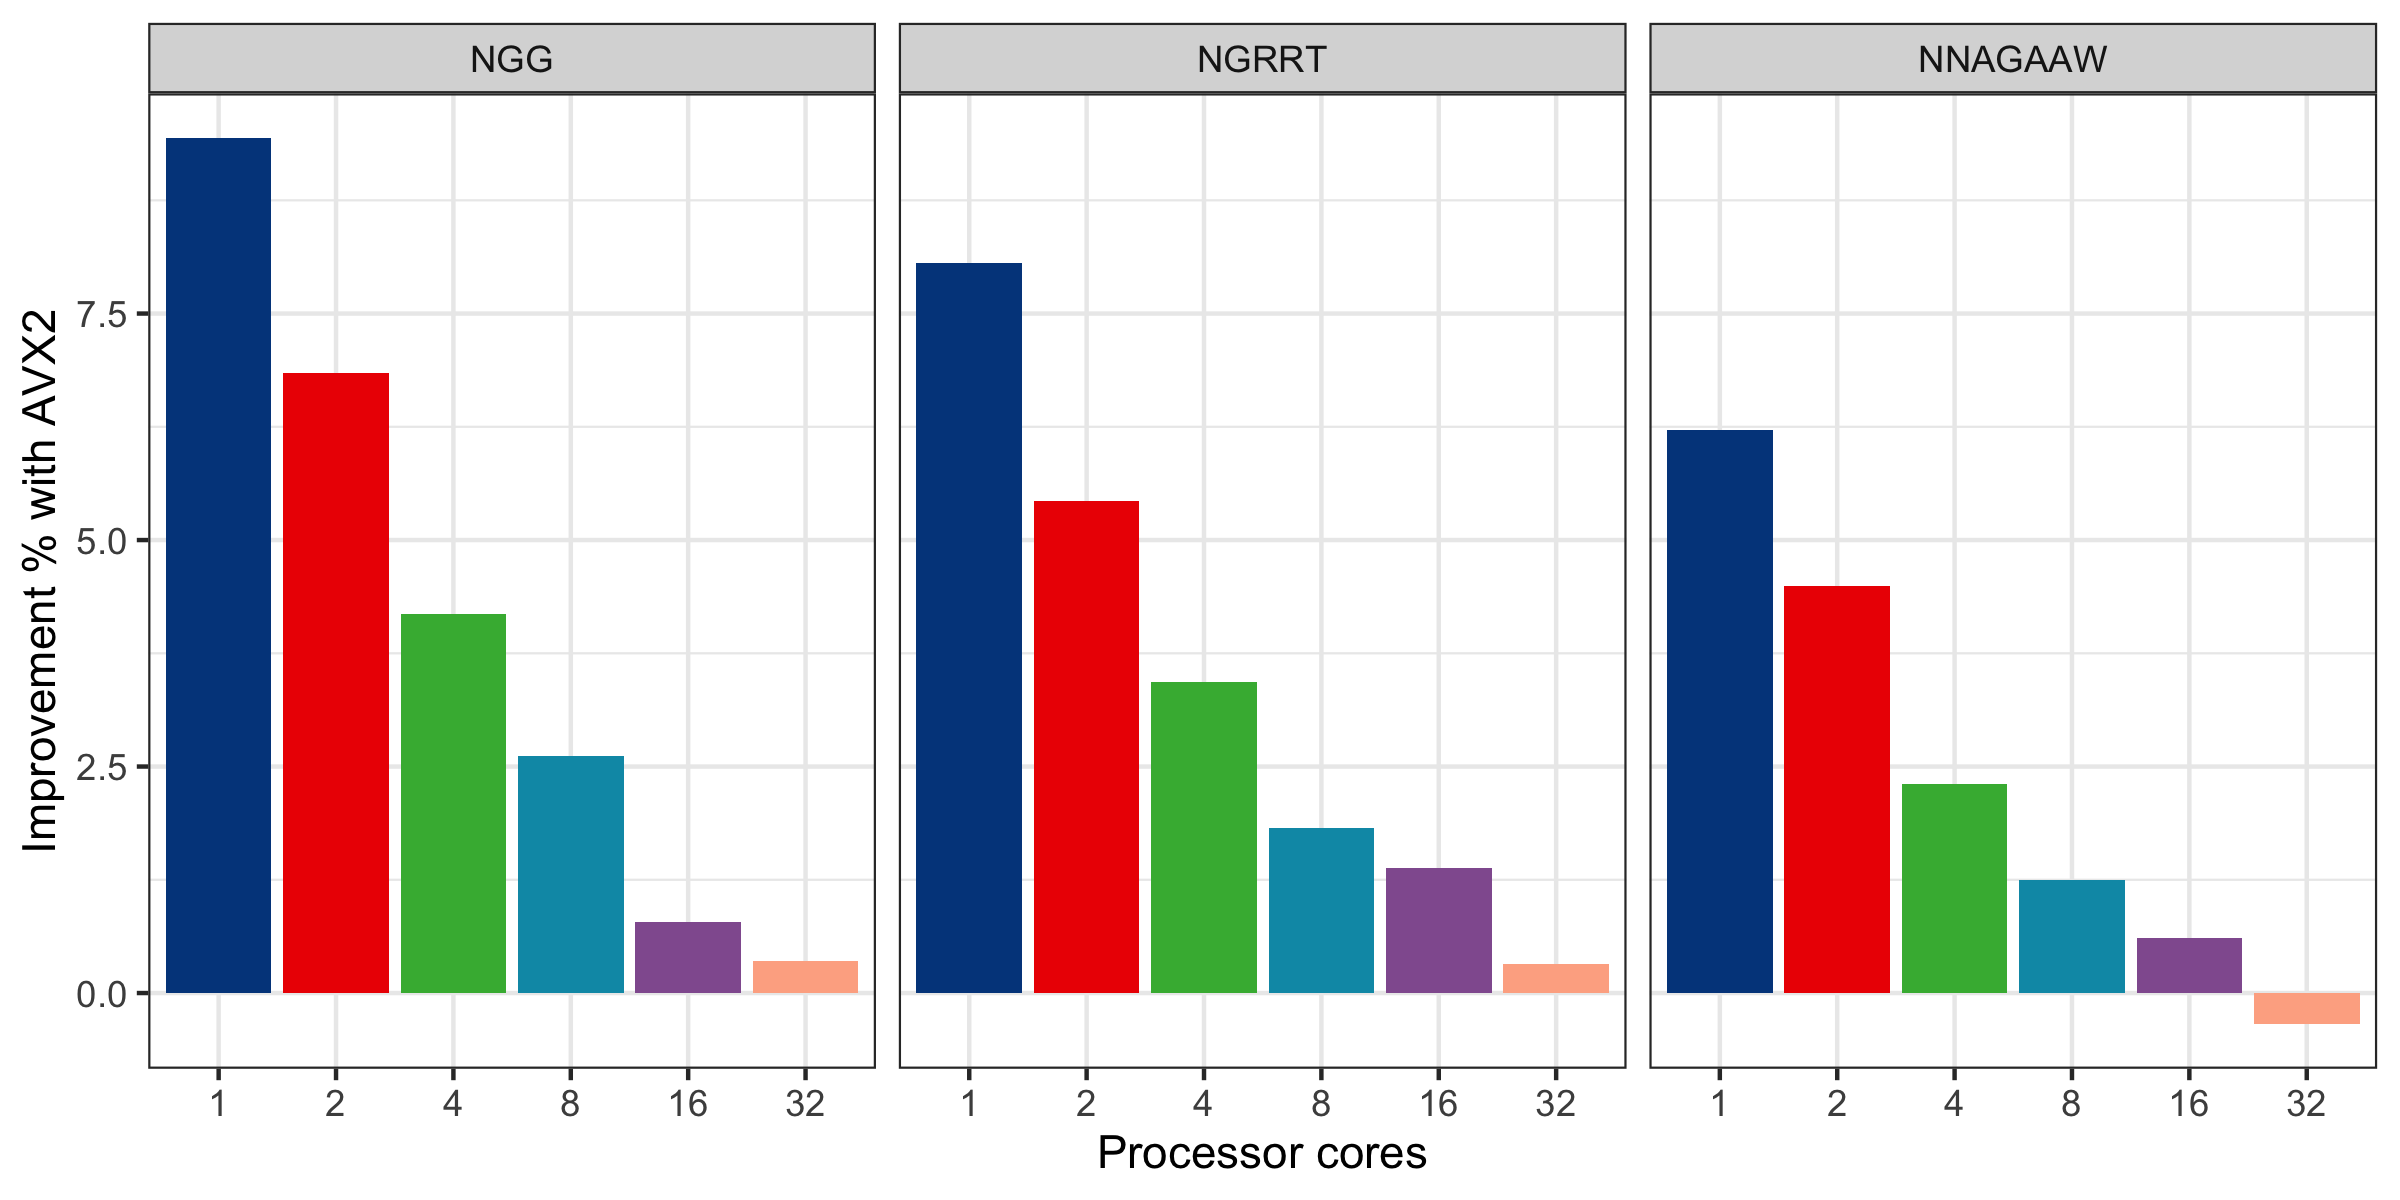 NGG
NGRRT
NNAGAAW
Improvement % with AVX2
7.5
5.0
2.5
0.0
1 2 4 8 16 32
1 2 4 8 16 32
1 2 4 8 16 32
Processor cores